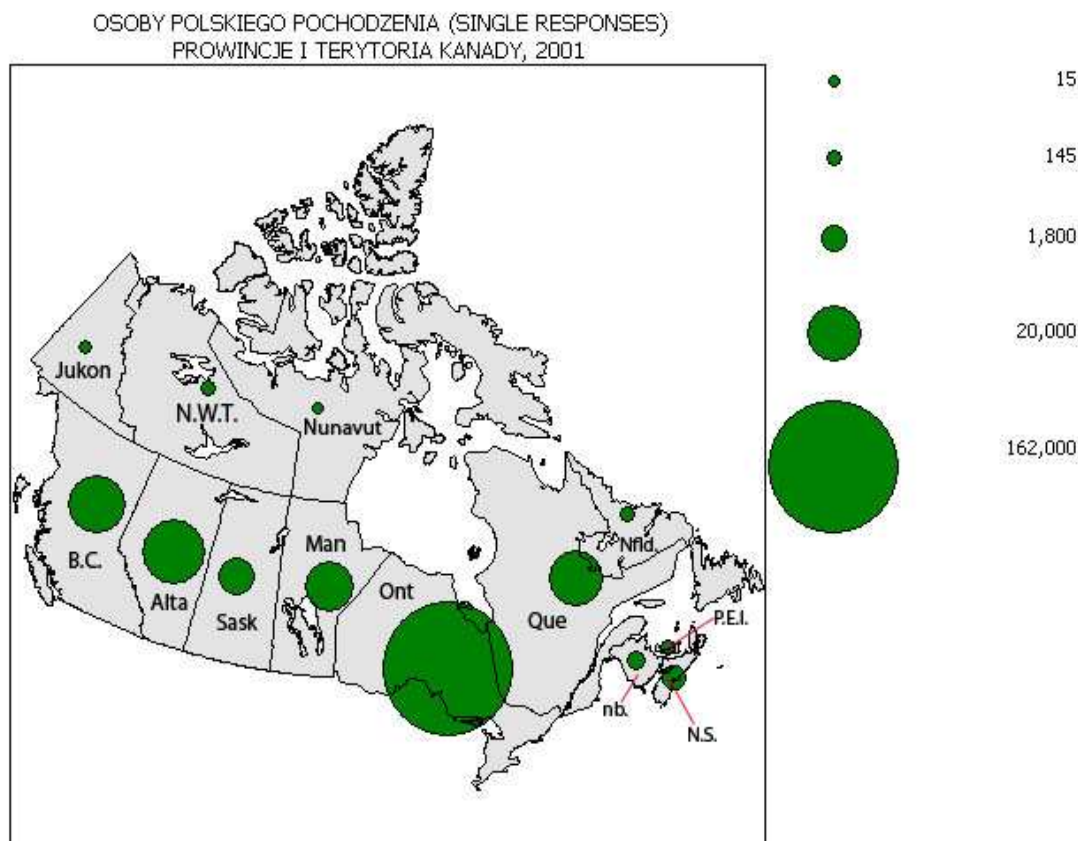 OSOBY POLSKIEGO POCHODZENIA (SINGLE RESPONSES)
PROWINCJE I TERYTORIA KANADY, 2001
15
145
1,800
20,000
162,000
Jukon
N.W.T.
Nunavut
B.C.
Alta
Sask
Man
Ont
Que
Nfld.
P.E.I.
nb.
N.S.